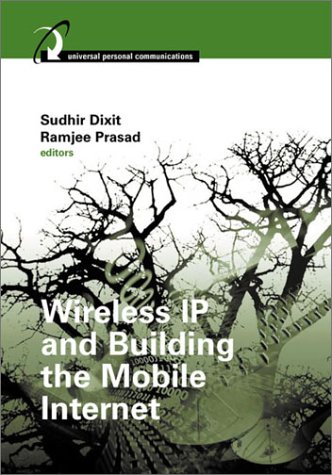 universal personal communications
Sudhir Dixit
Ramjee Prasad
editors
Wireless IP
and Building
the Mobile
Internet